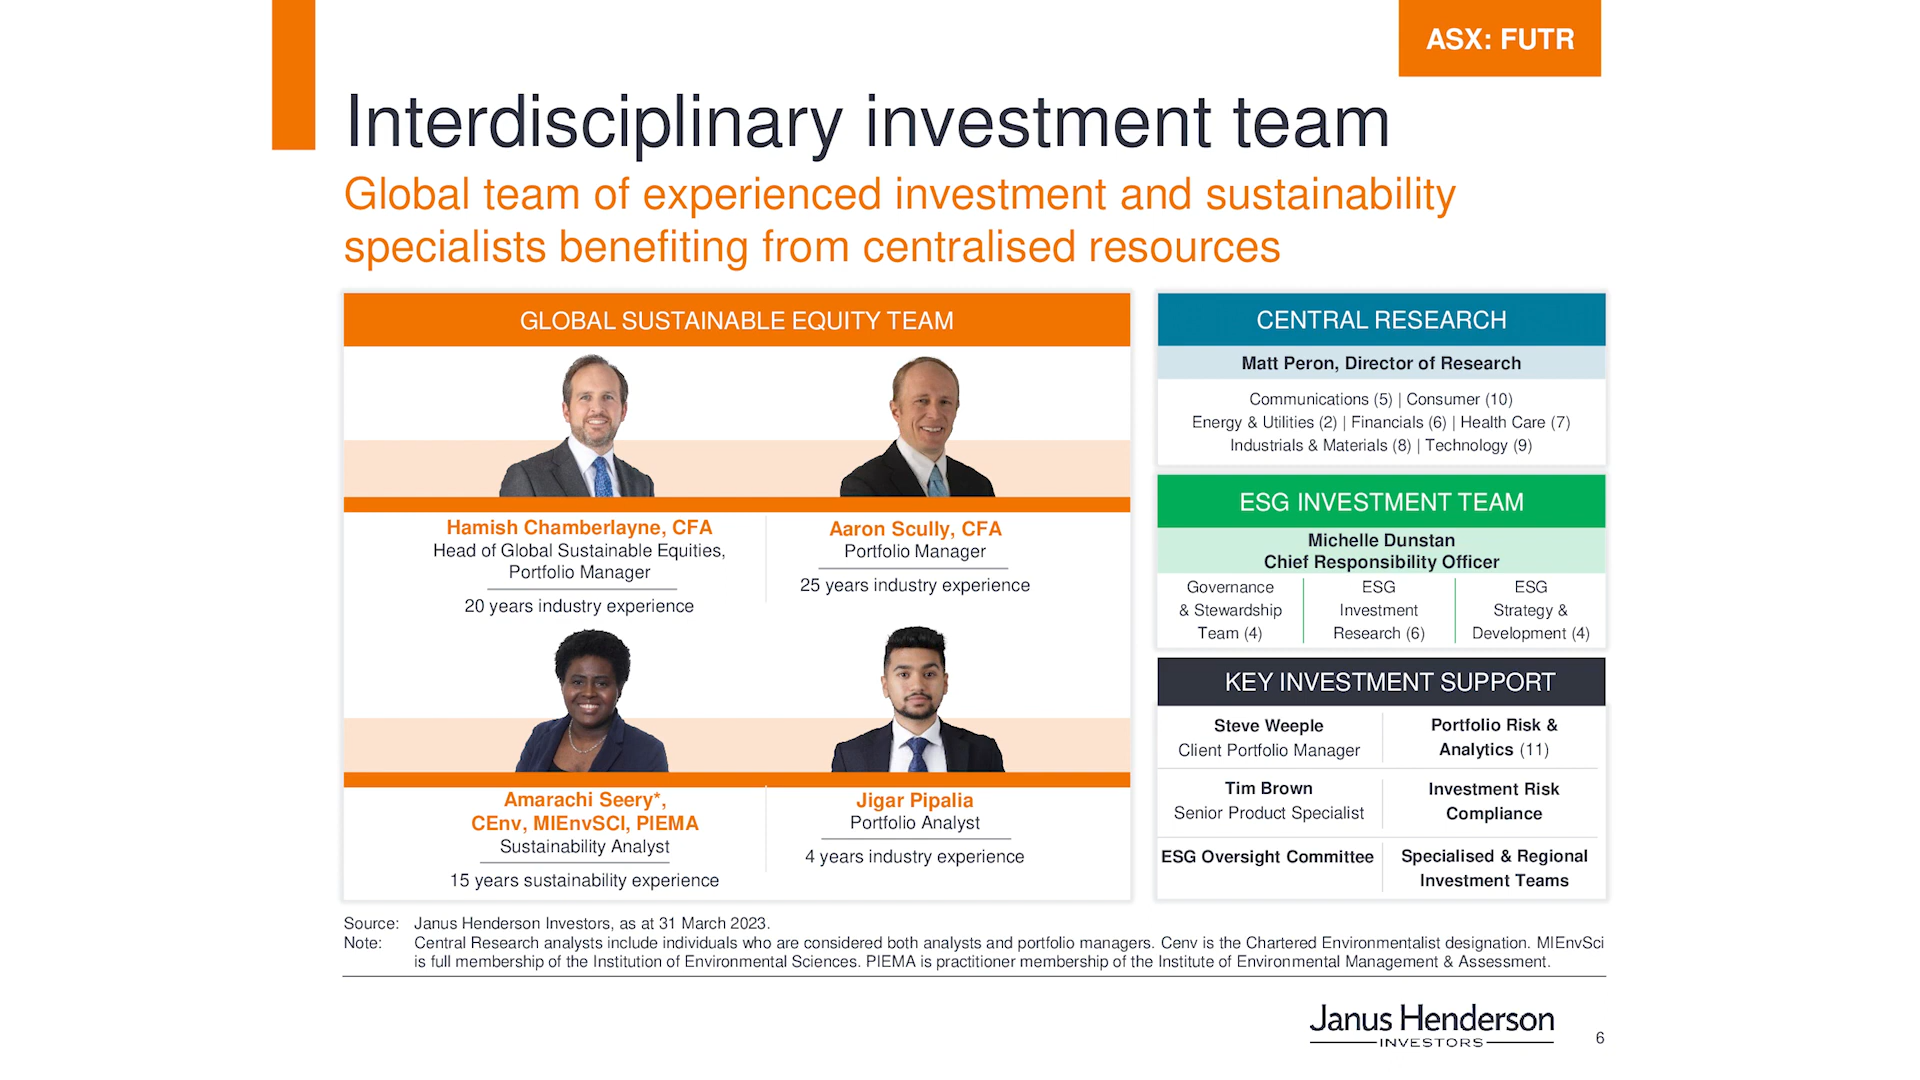 ASX: FUTR
Interdisciplinary investment team
Global team of experienced investment and sustainability
specialists benefiting from centralised resources
GLOBAL SUSTAINABLE EQUITY TEAM
Hamish Chamberlayne, CFA
Head of Global Sustainable Equities,
Portfolio Manager
20 years industry experience
Aaron Scully, CFA
Portfolio Manager
25 years industry experience
Amarachi Seery*,
CEnv, MIEnvSCI, PIEMA
Sustainability Analyst
15 years sustainability experience
Jigar Pipalia
Portfolio Analyst
4 years industry experience
CENTRAL RESEARCH
Matt Peron, Director of Research
Communications (5) | Consumer (10)
Energy & Utilities (2) | Financials (6) | Health Care (7)
Industrials & Materials (8) | Technology (9)
ESG INVESTMENT TEAM
Michelle Dunstan
Chief Responsibility Officer
Governance
& Stewardship
Team (4)
ESG
Investment
Research (6)
ESG
Strategy &
Development (4)
KEY INVESTMENT SUPPORT
Steve Weeple
Client Portfolio Manager
Portfolio Risk &
Analytics (11)
Tim Brown
Senior Product Specialist
Investment Risk
Compliance
ESG Oversight Committee
Specialised & Regional
Investment Teams
Source: Janus Henderson Investors, as at 31 March 2023.
Note: Central Research analysts include individuals who are considered both analysts and portfolio managers. Cenv is the Chartered Environmentalist designation. MIEnvSci
is full membership of the Institution of Environmental Sciences. PIEMA is practitioner membership of the Institute of Environmental Management & Assessment.
Janus Henderson
INVESTORS
6